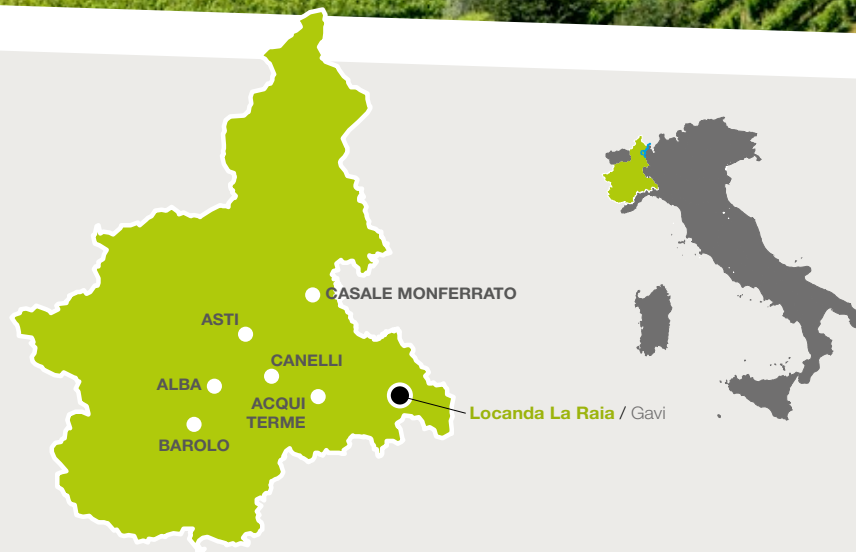 CASALE MONFERRATO
ASTI
CANELLI
ALBA
ACQUI
TERME
Locanda La Raia / Gavi
BAROLO